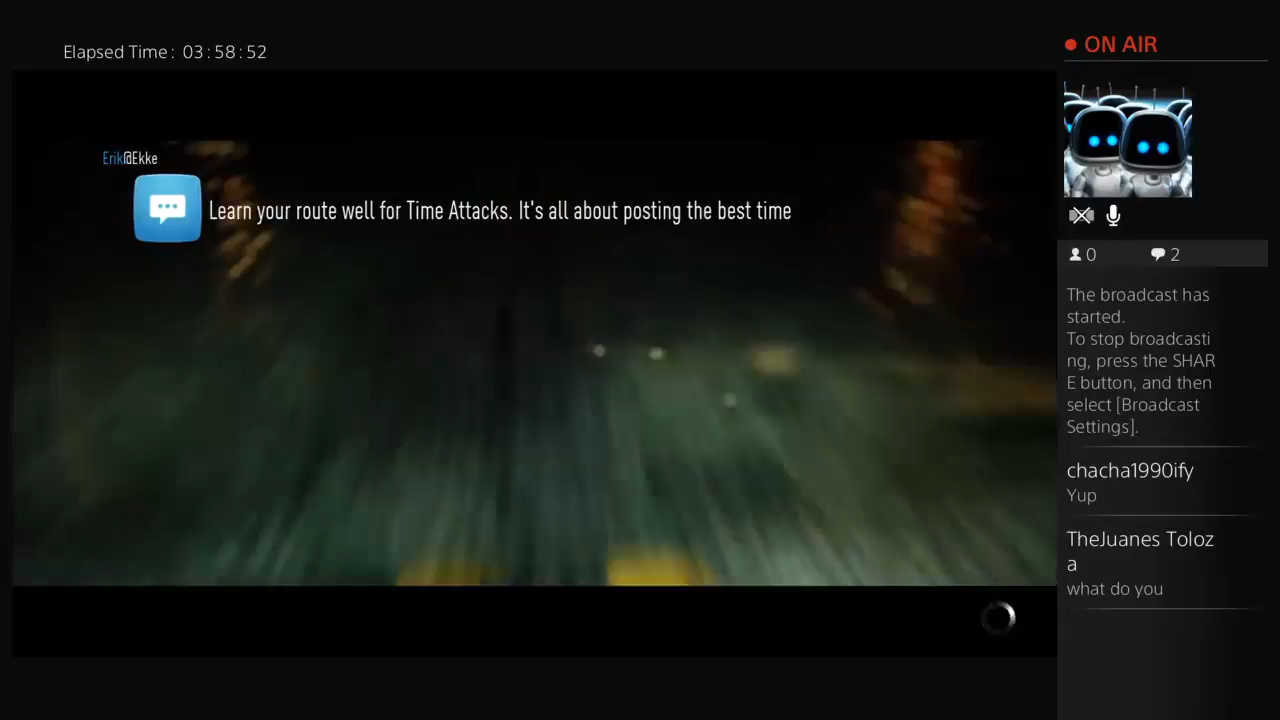 Elapsed Time: 03:58:52
ON AIR
Erik@Ekke
Learn your route well for Time Attacks. It's all about posting the best time
0 2
The broadcast has
started.
To stop broadcasti
ng, press the SHAR
E button, and then
select [Broadcast
Settings].
chacha1990ify
Yup
TheJuanes Toloz
a
what do you